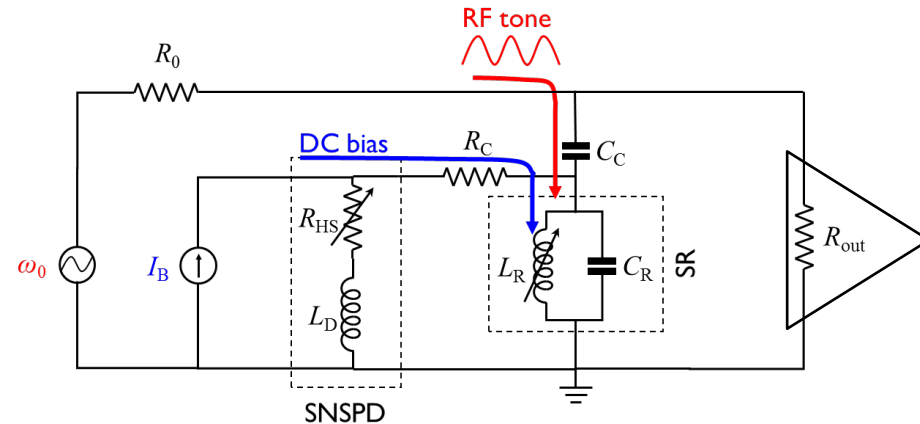 RF tone
R0
DC bias
RC
CC
RHS
ω0
IB
LR
CR
SR
Rout
LD
SNSPD